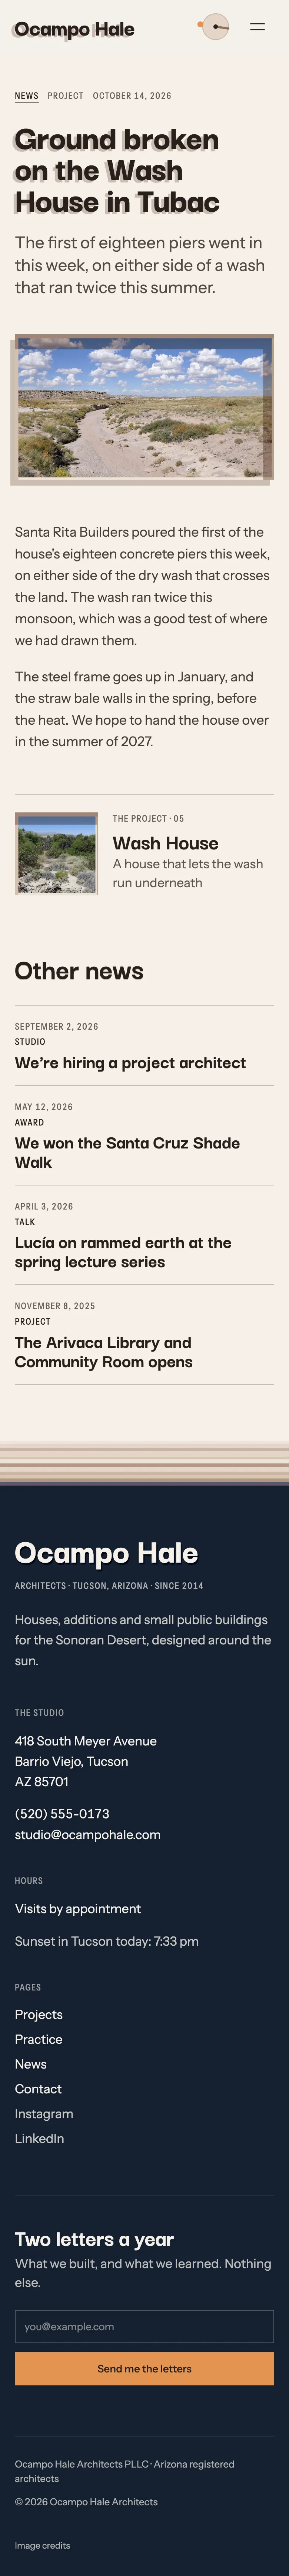 Ocampo Hale
NEWS PROJECT OCTOBER 14, 2026
Ground broken
on the Wash
House in Tubac
The first of eighteen piers went in
this week, on either side of a wash
that ran twice this summer.
Santa Rita Builders poured the first of the
house's eighteen concrete piers this week,
on either side of the dry wash that crosses
the land. The wash ran twice this
monsoon, which was a good test of where
we had drawn them.
The steel frame goes up in January, and
the straw bale walls in the spring, before
the heat. We hope to hand the house over
in the summer of 2027.
THE PROJECT · 05
Wash House
A house that lets the wash
run underneath
Other news
SEPTEMBER 2, 2026
STUDIO
We're hiring a project architect
MAY 12, 2026
AWARD
We won the Santa Cruz Shade
Walk
APRIL 3, 2026
TALK
Lucía on rammed earth at the
spring lecture series
NOVEMBER 8, 2025
PROJECT
The Arivaca Library and
Community Room opens
Ocampo Hale
ARCHITECTS · TUCSON, ARIZONA · SINCE 2014
Houses, additions and small public buildings
for the Sonoran Desert, designed around the
sun.
THE STUDIO
418 South Meyer Avenue
Barrio Viejo, Tucson
AZ 85701
(520) 555-0173
studio@ocampohale.com
HOURS
Visits by appointment
Sunset in Tucson today: 7:33 pm
PAGES
Projects
Practice
News
Contact
Instagram
LinkedIn
Two letters a year
What we built, and what we learned. Nothing
else.
you@example.com
Send me the letters
Ocampo Hale Architects PLLC · Arizona registered
architects
© 2026 Ocampo Hale Architects
Image credits